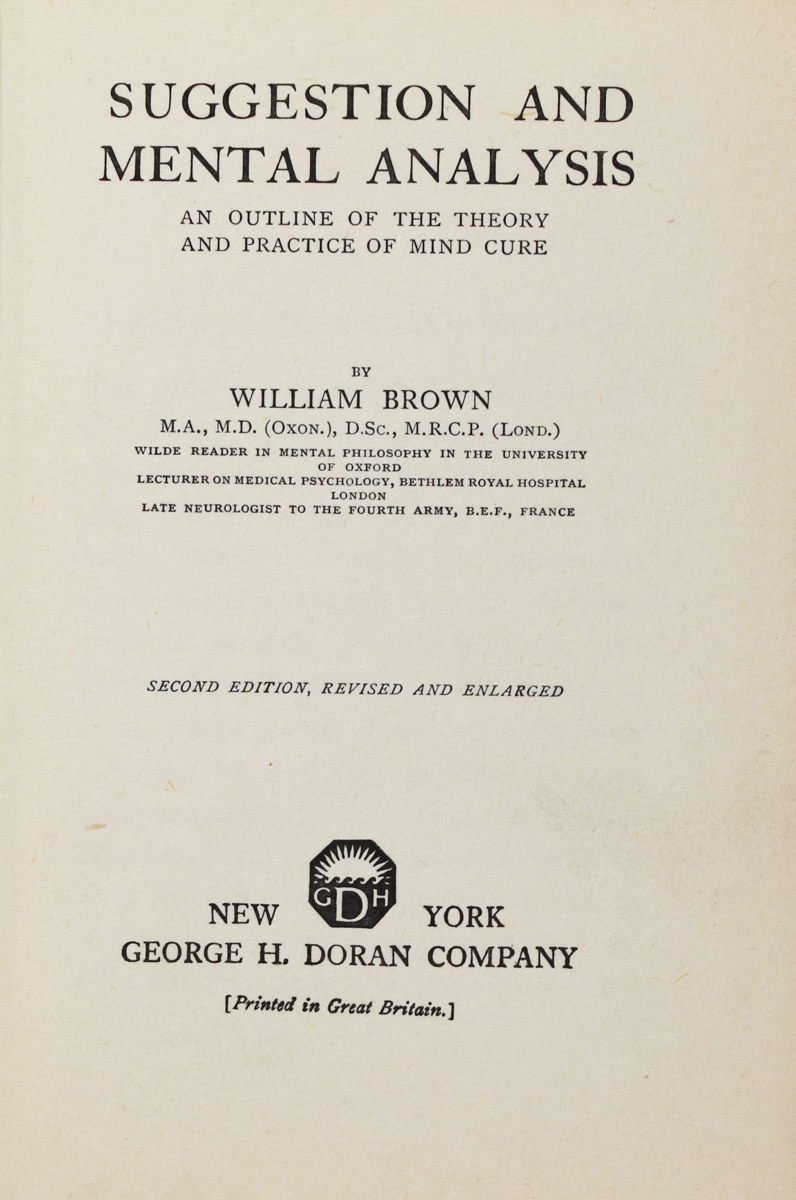 SUGGESTION AND
MENTAL ANALYSIS
AN OUTLINE OF THE THEORY
AND PRACTICE OF MIND CURE
BY
WILLIAM BROWN
M.A., M.D. (OXON.), D.SC., M.R.C.P. (LOND.)
WILDE READER IN MENTAL PHILOSOPHY IN THE UNIVERSITY
OF OXFORD
LECTURER ON MEDICAL PSYCHOLOGY, BETHLEM ROYAL HOSPITAL
LONDON
LATE NEUROLOGIST TO THE FOURTH ARMY, B.E.F., FRANCE
SECOND EDITION, REVISED AND ENLARGED
G D H
NEW YORK
GEORGE H. DORAN COMPANY
[Printed in Great Britain.]